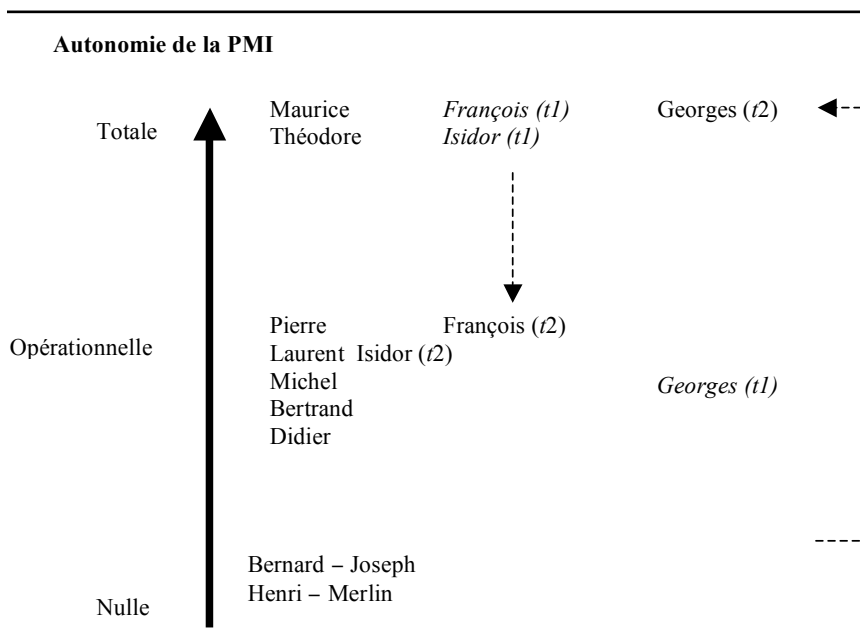 Autonomie de la PMI
Maurice François (t1) Georges (t2)
Totale
Théodore Isidor (t1)
Pierre François (t2)
Opérationnelle
Laurent Isidor (t2)
Michel
Georges (t1)
Bertrand
Didier
Bernard – Joseph
Henri – Merlin
Nulle